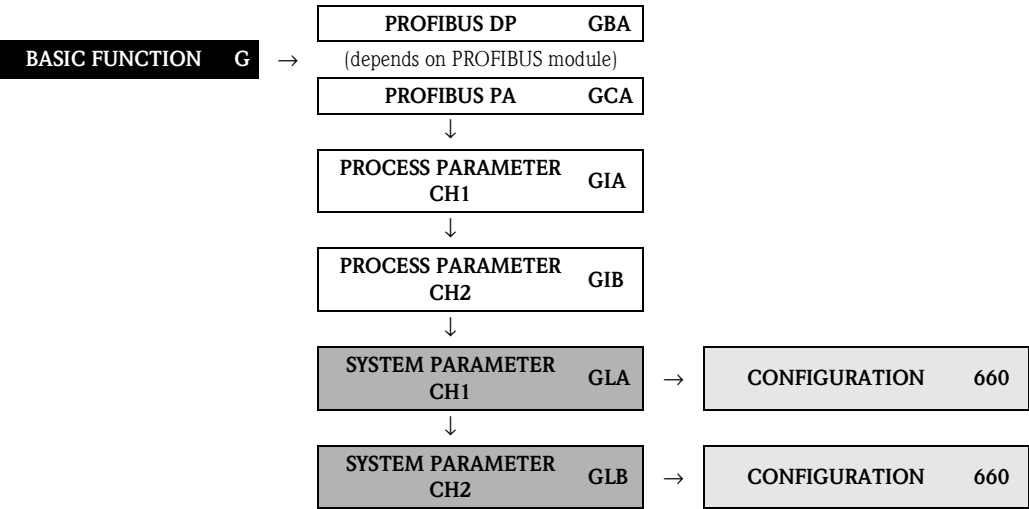 PROFIBUS DP GBA
BASIC FUNCTION G → (depends on PROFIBUS module)
PROFIBUS PA GCA
↓
PROCESS PARAMETER
CH1 GIA
↓
PROCESS PARAMETER
CH2 GIB
↓
SYSTEM PARAMETER
CH1 GLA → CONFIGURATION 660
↓
SYSTEM PARAMETER
CH2 GLB → CONFIGURATION 660